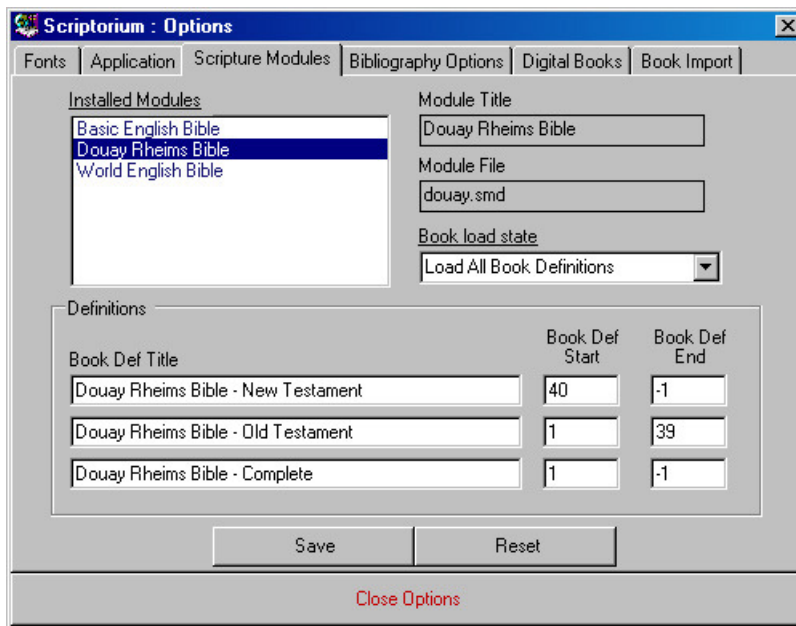 Scriptorium : Options
Fonts Application Scripture Modules Bibliography Options Digital Books Book Import
Installed Modules
Basic English Bible
Douay Rheims Bible
World English Bible
Module Title
Douay Rheims Bible
Module File
douay.smd
Book load state
Load All Book Definitions
Definitions
Book Def Title
Book Def Start
Book Def End
Douay Rheims Bible - New Testament 40 -1
Douay Rheims Bible - Old Testament 1 39
Douay Rheims Bible - Complete 1 -1
Save Reset
Close Options